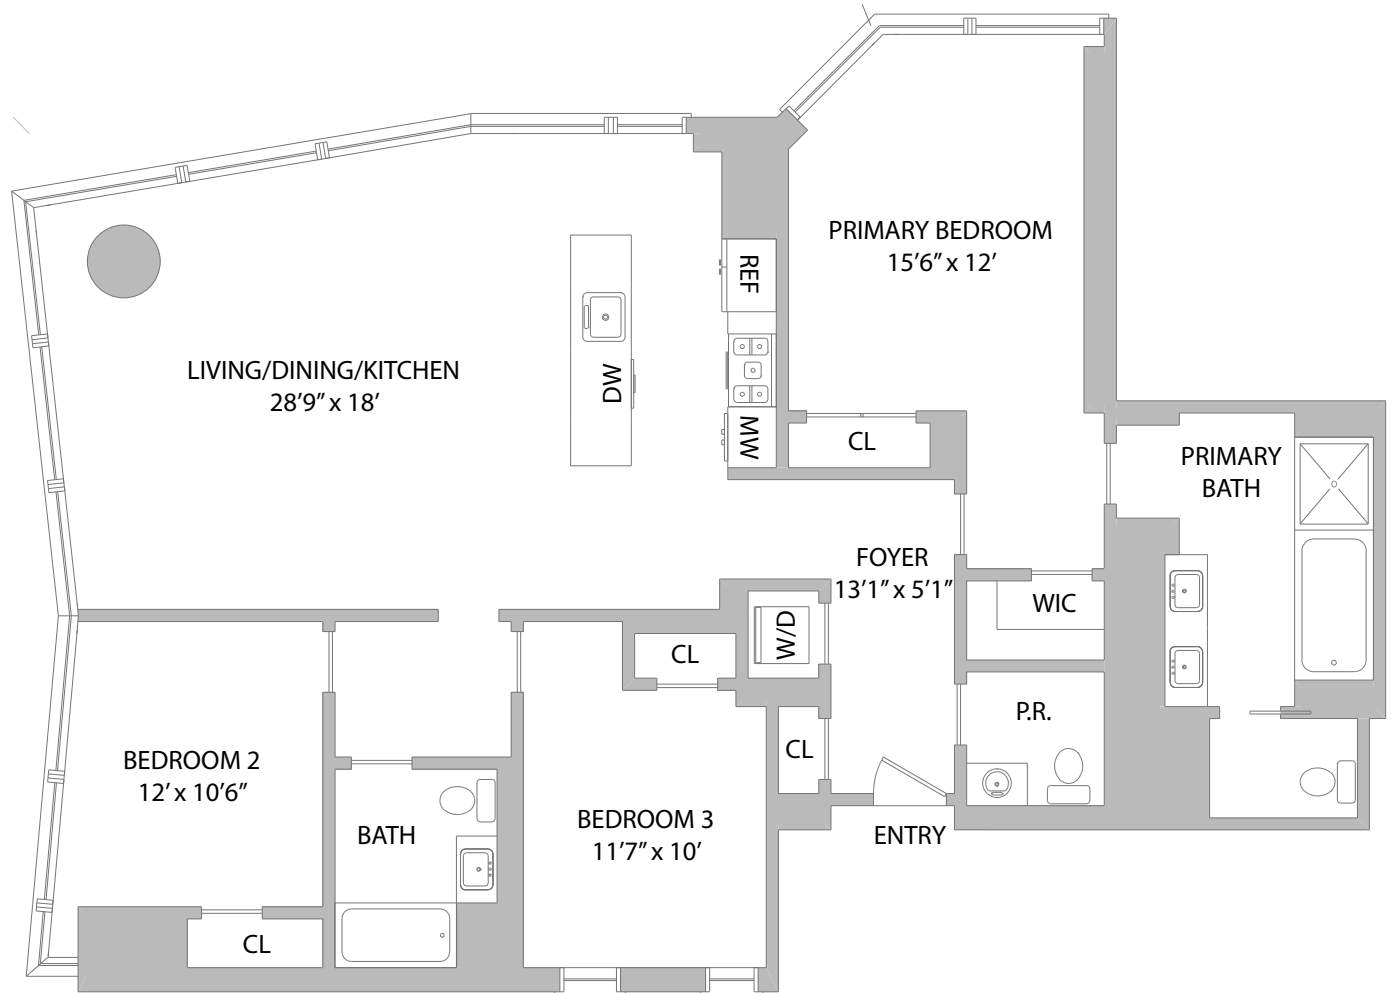 PRIMARY BEDROOM
15’6” x 12’
REF
LIVING/DINING/KITCHEN
28’9” x 18’
DW
MW
CL
PRIMARY
BATH
FOYER
13’1” x 5’1”
WIC
W/D
CL
P.R.
CL
BEDROOM 2
12’ x 10’6”
BATH
BEDROOM 3
11’7” x 10’
ENTRY
CL